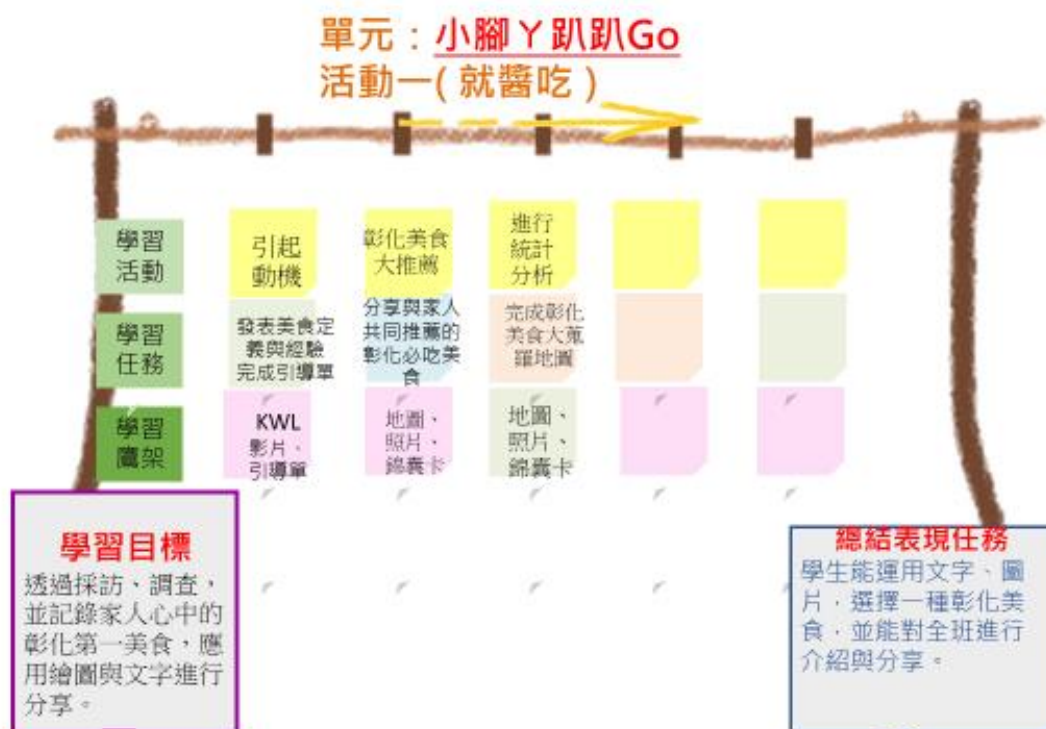 單元：小腳ㄚ趴趴Go
活動一(就醬吃)
學習
活動
引起
動機
彰化美食
大推薦
進行
統計
分析
學習
任務
發表美食定
義與經驗
完成引導單
分享與家人
共同推薦的
彰化必吃美
食
完成彰化
美食大蒐
羅地圖
學習
鷹架
KWL
影片、
引導單
地圖、
照片、
錦囊卡
地圖、
照片、
錦囊卡
學習目標
透過採訪、調查，
並記錄家人心中的
彰化第一美食，應
用繪圖與文字進行
分享。
總結表現任務
學生能運用文字、圖
片，選擇一種彰化美
食，並能對全班進行
介紹與分享。